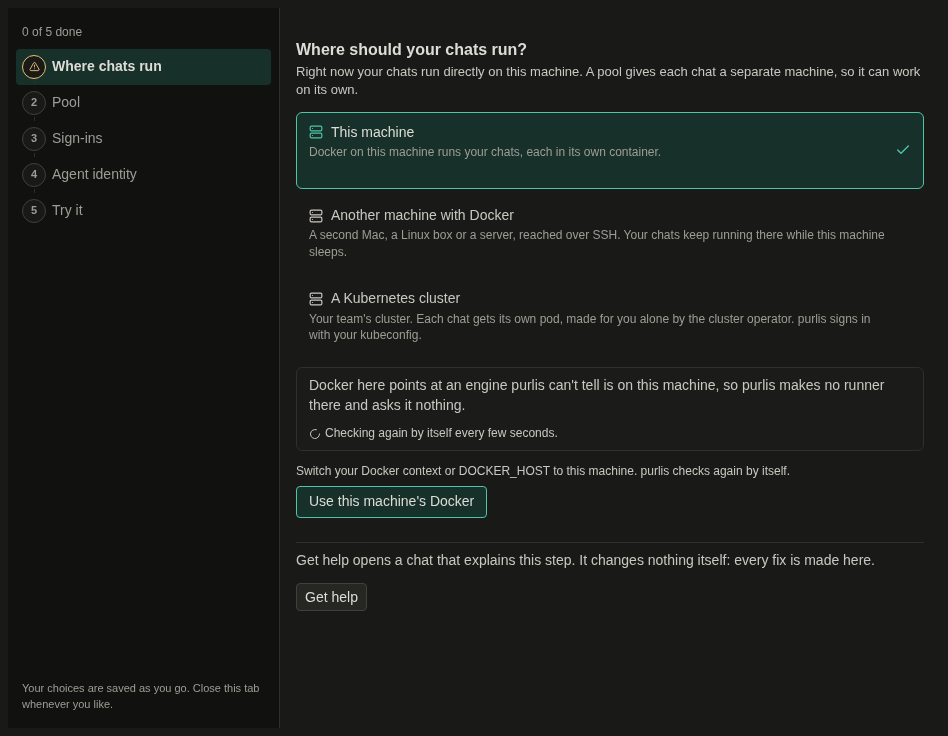 0 of 5 done
Where chats run
2 Pool
3 Sign-ins
4 Agent identity
5 Try it
Your choices are saved as you go. Close this tab
whenever you like.
Where should your chats run?
Right now your chats run directly on this machine. A pool gives each chat a separate machine, so it can work
on its own.
This machine
Docker on this machine runs your chats, each in its own container.
Another machine with Docker
A second Mac, a Linux box or a server, reached over SSH. Your chats keep running there while this machine
sleeps.
A Kubernetes cluster
Your team's cluster. Each chat gets its own pod, made for you alone by the cluster operator. purlis signs in
with your kubeconfig.
Docker here points at an engine purlis can't tell is on this machine, so purlis makes no runner
there and asks it nothing.
Checking again by itself every few seconds.
Switch your Docker context or DOCKER_HOST to this machine. purlis checks again by itself.
Use this machine's Docker
Get help opens a chat that explains this step. It changes nothing itself: every fix is made here.
Get help